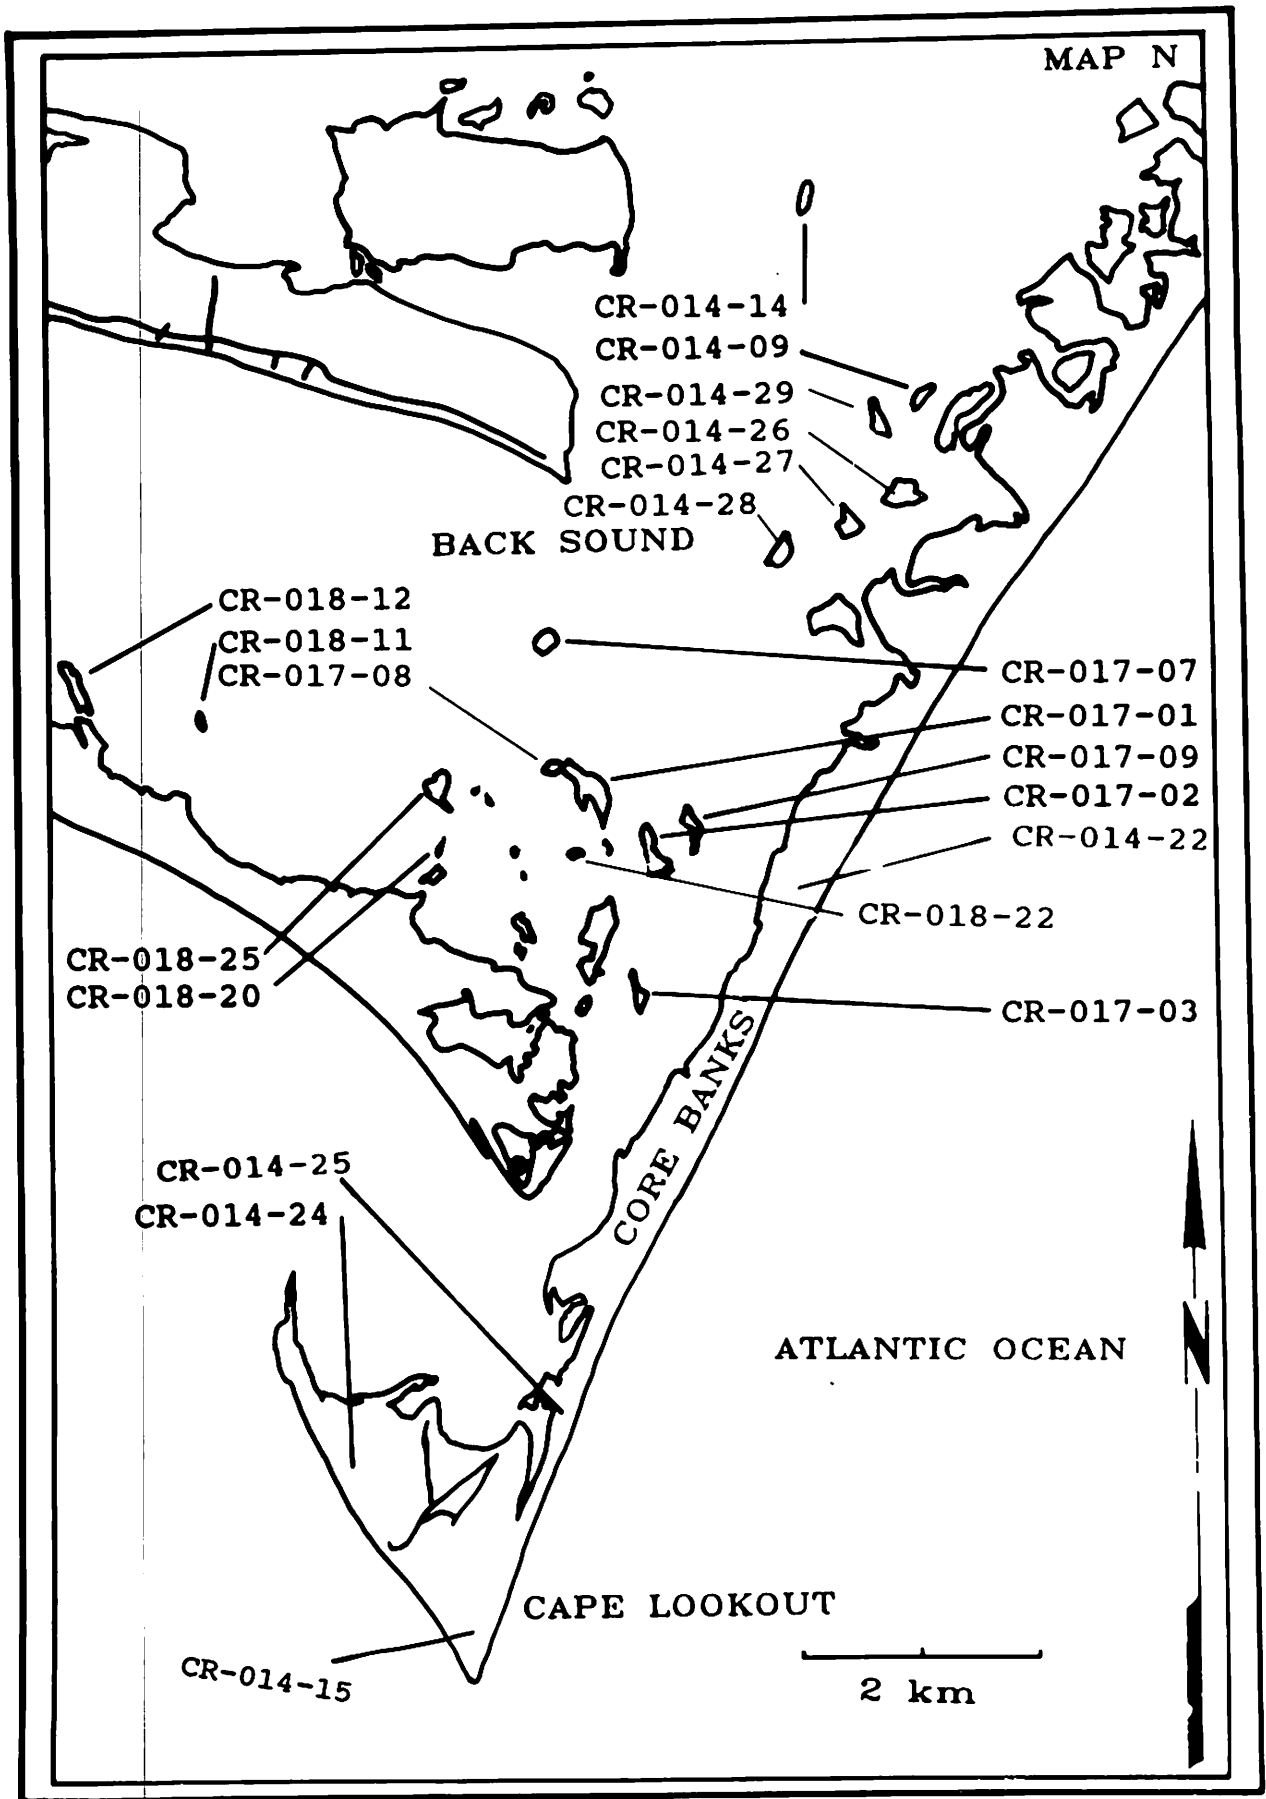 MAP N
CR-014-14
CR-014-09
CR-014-29
CR-014-26
CR-014-27
CR-014-28
BACK SOUND
CR-018-12
CR-018-11
CR-017-08
CR-017-07
CR-017-01
CR-017-09
CR-017-02
CR-014-22
CR-018-22
CR-018-25
CR-018-20
CR-017-03
CORE BANKS
CR-014-25
CR-014-24
N
ATLANTIC OCEAN
CAPE LOOKOUT
CR-014-15
2 km